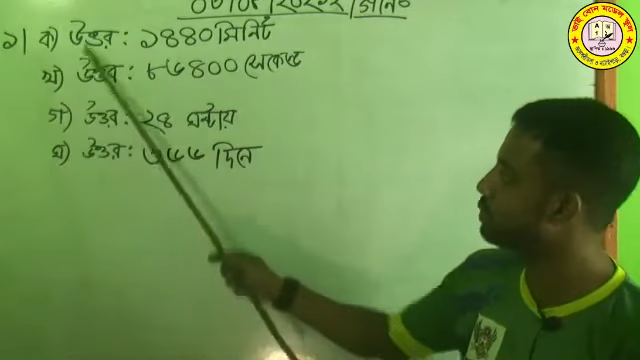 ১। ক) উত্তর : ১৪৪০ মিনিট
খ) উত্তর : ৮৬৪০০ সেকেন্ড
গ) উত্তর : ২৪ ঘন্টায়
ঘ) উত্তর : ৩৬৫ দিনে